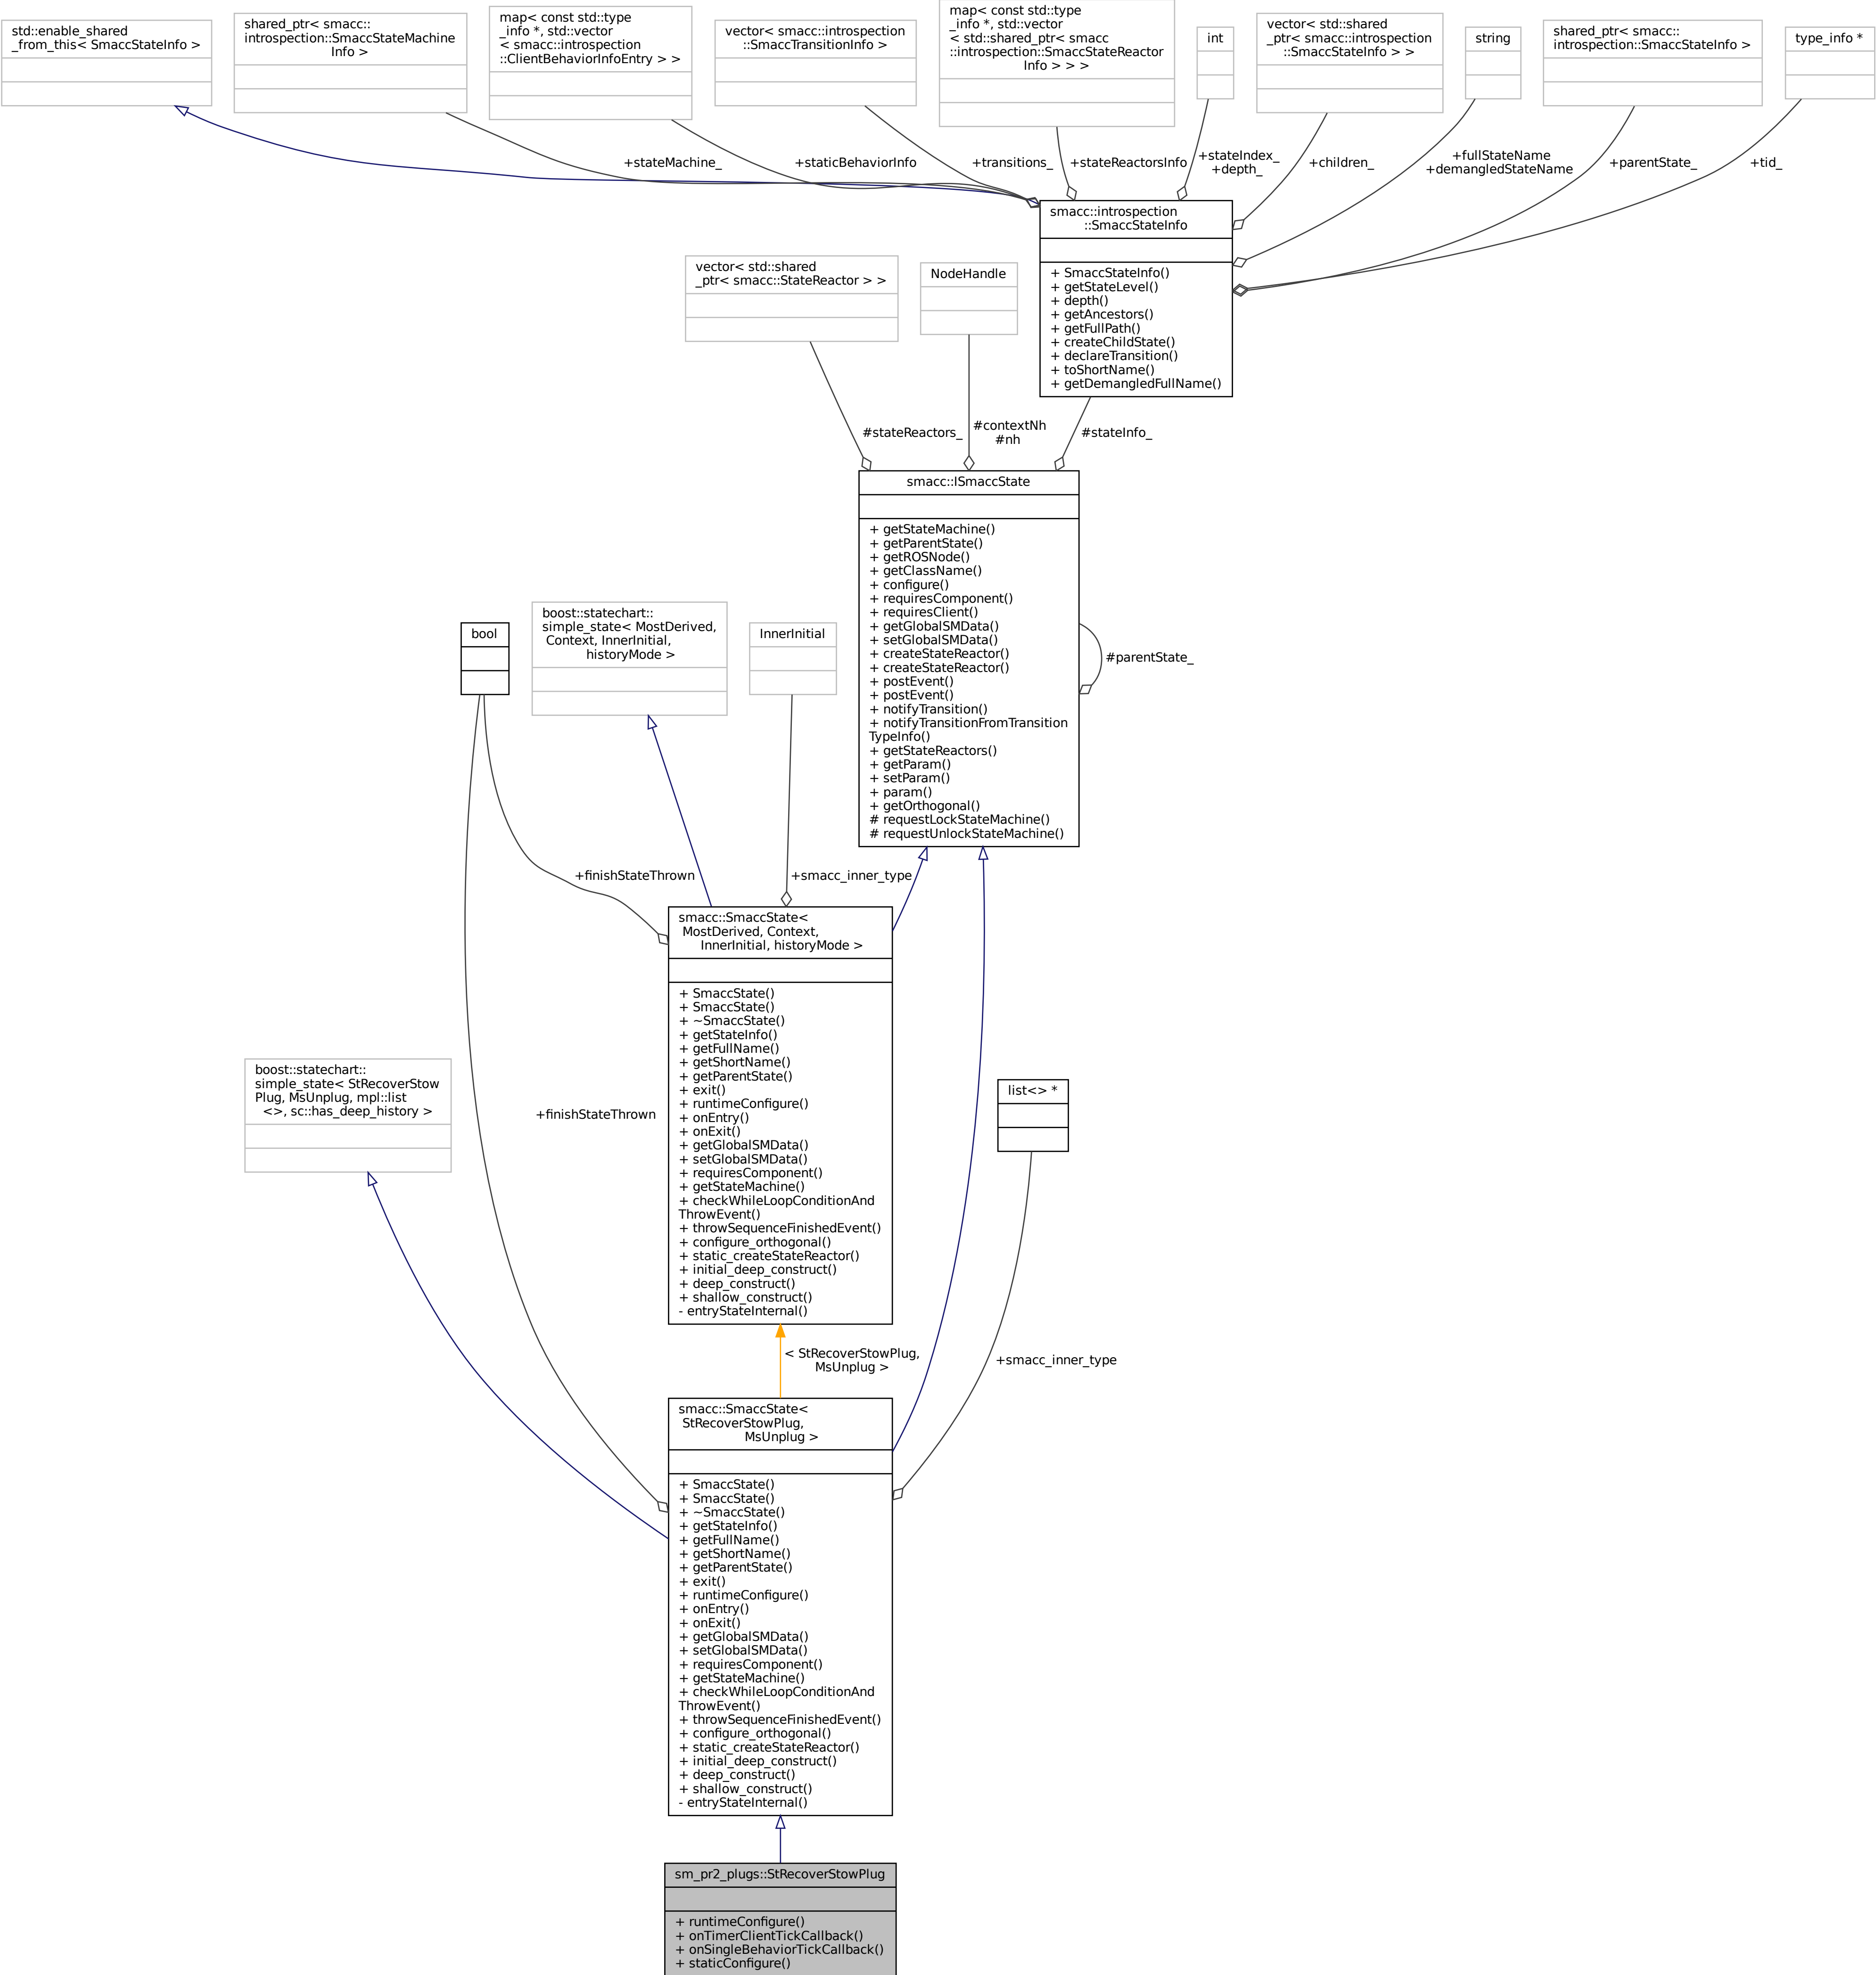 std::enable_shared
_from_this< SmaccStateInfo >
shared_ptr< smacc::
introspection::SmaccStateMachine
Info >
map< const std::type
_info *, std::vector
< smacc::introspection
::ClientBehaviorInfoEntry > >
vector< smacc::introspection
::SmaccTransitionInfo >
map< const std::type
_info *, std::vector
< std::shared_ptr< smacc
::introspection::SmaccStateReactor
Info > > >
int
vector< std::shared
_ptr< smacc::introspection
::SmaccStateInfo > >
string
shared_ptr< smacc::
introspection::SmaccStateInfo >
type_info *
+stateMachine_
+staticBehaviorInfo
+transitions_
+stateReactorsInfo
+stateIndex_
+depth_
+children_
+fullStateName
+demangledStateName
+parentState_
+tid_
smacc::introspection
::SmaccStateInfo
+ SmaccStateInfo()
+ getStateLevel()
+ depth()
+ getAncestors()
+ getFullPath()
+ createChildState()
+ declareTransition()
+ toShortName()
+ getDemangledFullName()
vector< std::shared
_ptr< smacc::StateReactor > >
NodeHandle
#stateReactors_
#contextNh
#nh
#stateInfo_
smacc::ISmaccState
+ getStateMachine()
+ getParentState()
+ getROSNode()
+ getClassName()
+ configure()
+ requiresComponent()
+ requiresClient()
+ getGlobalSMData()
+ setGlobalSMData()
+ createStateReactor()
+ createStateReactor()
+ postEvent()
+ postEvent()
+ notifyTransition()
+ notifyTransitionFromTransition
TypeInfo()
+ getStateReactors()
+ getParam()
+ setParam()
+ param()
+ getOrthogonal()
# requestLockStateMachine()
# requestUnlockStateMachine()
#parentState_
bool
boost::statechart::
simple_state< MostDerived,
Context, InnerInitial,
historyMode >
InnerInitial
+finishStateThrown
+smacc_inner_type
smacc::SmaccState<
MostDerived, Context,
InnerInitial, historyMode >
+ SmaccState()
+ SmaccState()
+ ~SmaccState()
+ getStateInfo()
+ getFullName()
+ getShortName()
+ getParentState()
+ exit()
+ runtimeConfigure()
+ onEntry()
+ onExit()
+ getGlobalSMData()
+ setGlobalSMData()
+ requiresComponent()
+ getStateMachine()
+ checkWhileLoopConditionAnd
ThrowEvent()
+ throwSequenceFinishedEvent()
+ configure_orthogonal()
+ static_createStateReactor()
+ initial_deep_construct()
+ deep_construct()
+ shallow_construct()
- entryStateInternal()
boost::statechart::
simple_state< StRecoverStow
Plug, MsUnplug, mpl::list
<>, sc::has_deep_history >
+finishStateThrown
list<> *
< StRecoverStowPlug,
MsUnplug >
+smacc_inner_type
smacc::SmaccState<
StRecoverStowPlug,
MsUnplug >
+ SmaccState()
+ SmaccState()
+ ~SmaccState()
+ getStateInfo()
+ getFullName()
+ getShortName()
+ getParentState()
+ exit()
+ runtimeConfigure()
+ onEntry()
+ onExit()
+ getGlobalSMData()
+ setGlobalSMData()
+ requiresComponent()
+ getStateMachine()
+ checkWhileLoopConditionAnd
ThrowEvent()
+ throwSequenceFinishedEvent()
+ configure_orthogonal()
+ static_createStateReactor()
+ initial_deep_construct()
+ deep_construct()
+ shallow_construct()
- entryStateInternal()
sm_pr2_plugs::StRecoverStowPlug
+ runtimeConfigure()
+ onTimerClientTickCallback()
+ onSingleBehaviorTickCallback()
+ staticConfigure()